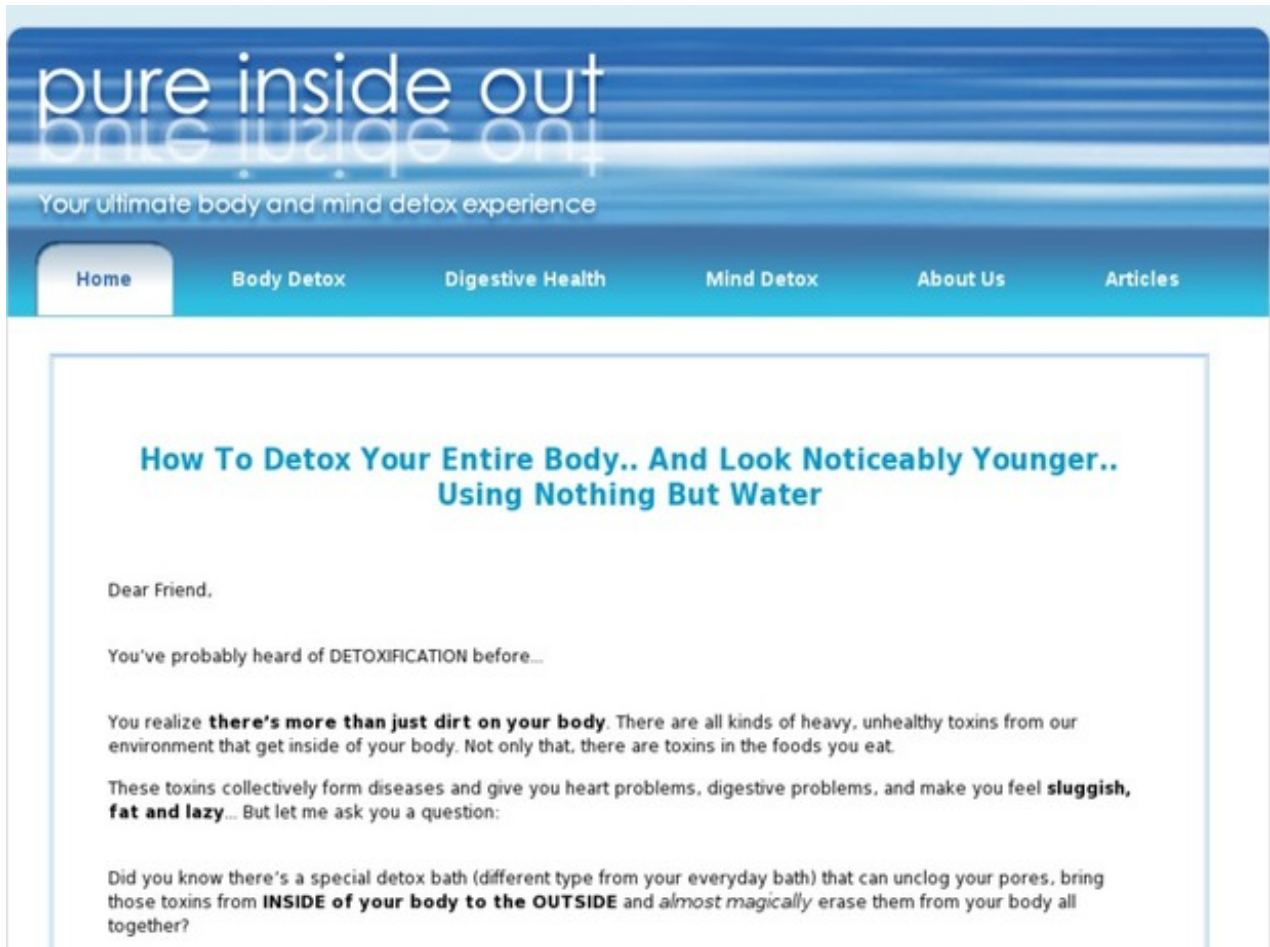 pure inside out
Your ultimate body and mind detox experience
Home Body Detox Digestive Health Mind Detox About Us Articles
How To Detox Your Entire Body.. And Look Noticeably Younger..
Using Nothing But Water
Dear Friend,
You've probably heard of DETOXIFICATION before...
You realize there's more than just dirt on your body. There are all kinds of heavy, unhealthy toxins from our
environment that get inside of your body. Not only that, there are toxins in the foods you eat.
These toxins collectively form diseases and give you heart problems, digestive problems, and make you feel sluggish,
fat and lazy... But let me ask you a question:
Did you know there's a special detox bath (different type from your everyday bath) that can unclog your pores, bring
those toxins from INSIDE of your body to the OUTSIDE and almost magically erase them from your body all
together?